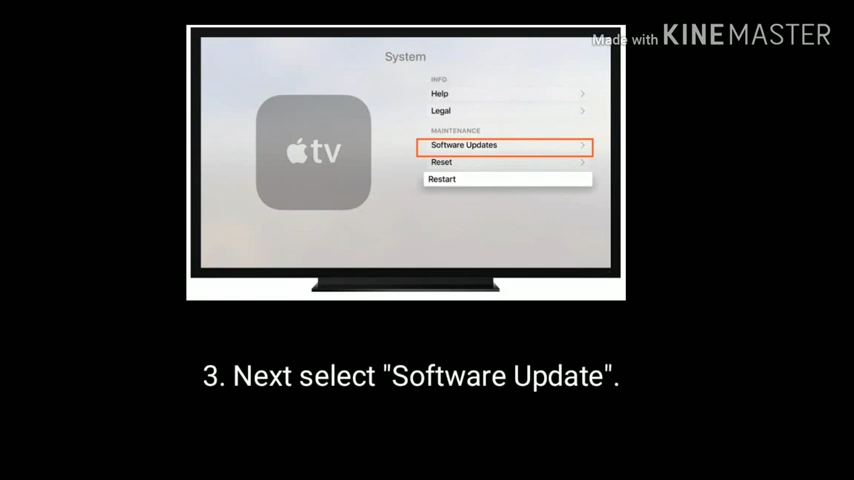 Made with KINEMASTER
System
INFO
Help
Legal
tv
MAINTENANCE
Software Updates
Reset
Restart
3. Next select "Software Update".